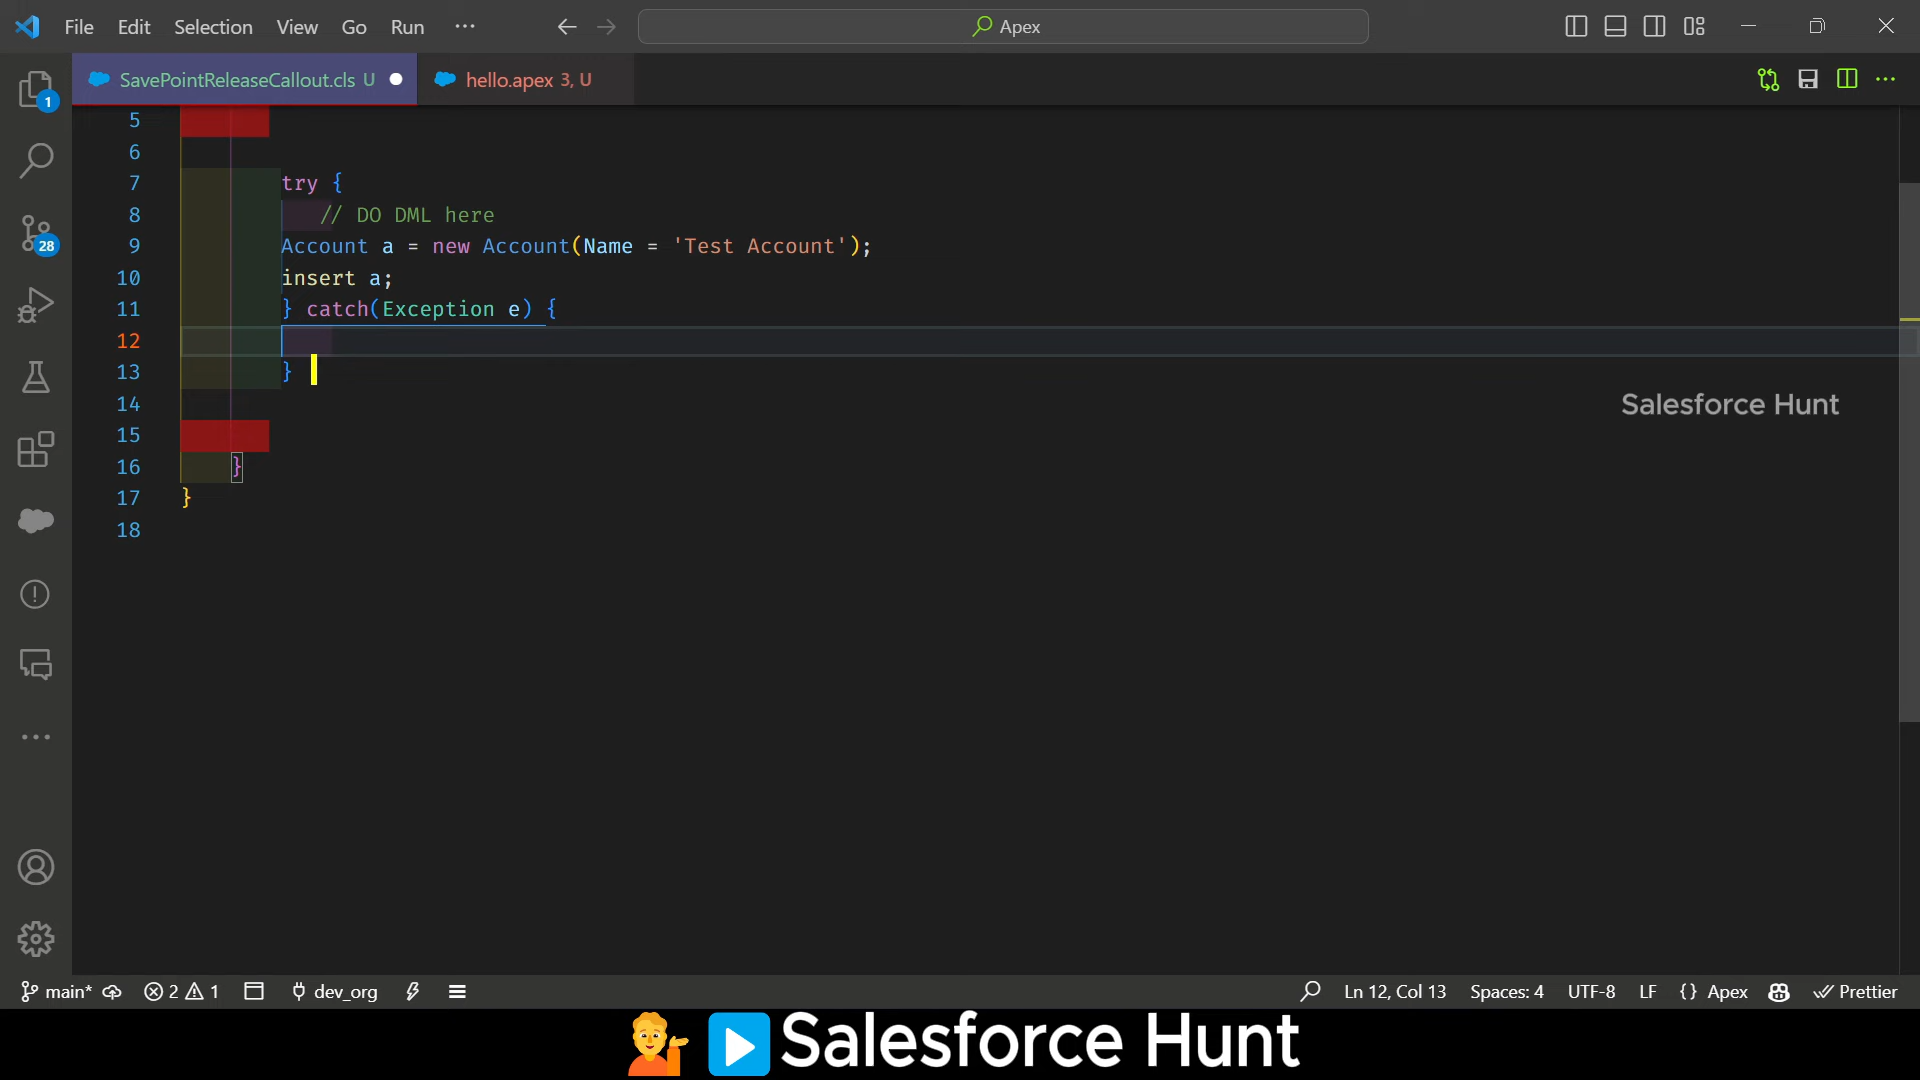 File Edit Selection View Go Run ···
Apex
SavePointReleaseCallout.cls U
hello.apex 3, U
5
6
7 try {
8 // DO DML here
9 Account a = new Account(Name = 'Test Account');
10 insert a;
11 } catch(Exception e) {
12
13 }
14
15
16 }
17 }
18
Salesforce Hunt
1
28
main* 2 1 dev_org
Ln 12, Col 13 Spaces: 4 UTF-8 LF {} Apex Prettier
Salesforce Hunt